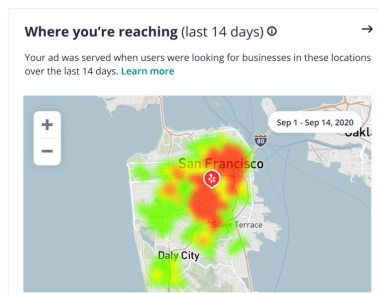 Where you're reaching (last 14 days)
Your ad was served when users were looking for businesses in these locations
over the last 14 days. Learn more
Sep 1 - Sep 14, 2020
80
Oakl
San Francisco
Terrace
Daly City